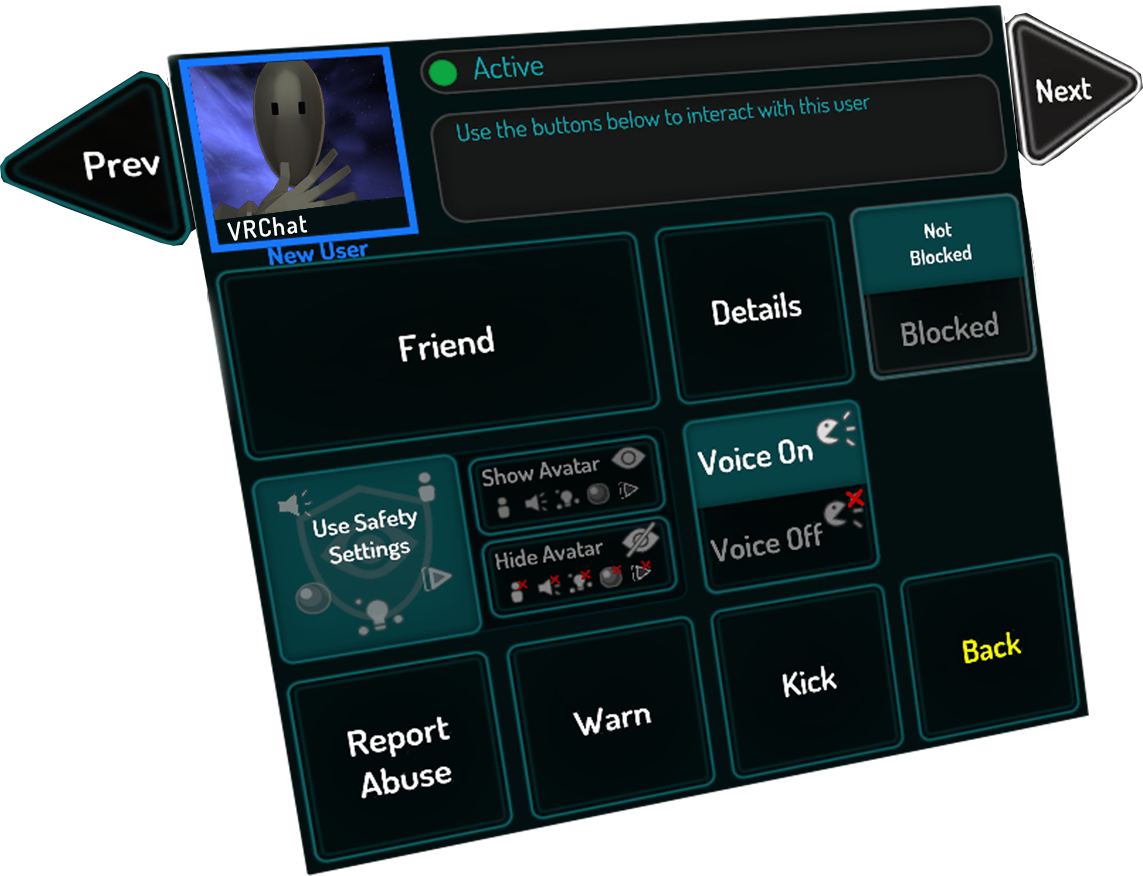 Prev
Active
Next
Use the buttons below to interact with this user
VRChat
New User
Friend
Details
Not
Blocked
Blocked
Use Safety
Settings
Show Avatar
Hide Avatar
Voice On
Voice Off
Report
Abuse
Warn
Kick
Back